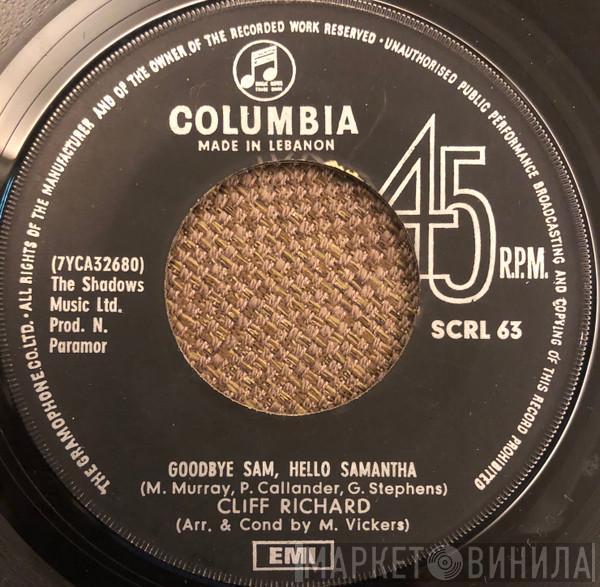 THE GRAMOPHONE CO. LTD. · ALL RIGHTS OF THE MANUFACTURER AND OF THE OWNER OF THE RECORDED WORK RESERVED · UNAUTHORISED PUBLIC PERFORMANCE BROADCASTING AND COPYING OF THIS RECORD PROHIBITED
COLUMBIA
MADE IN LEBANON
45
R.P.M.
(7YCA32680)
The Shadows
Music Ltd.
Prod. N.
Paramor
SCRL 63
GOODBYE SAM, HELLO SAMANTHA
(M. Murray, P. Callander, G. Stephens)
CLIFF RICHARD
(Arr. & Cond by M. Vickers)
EMI
МАРКЕТ ВИНИЛА